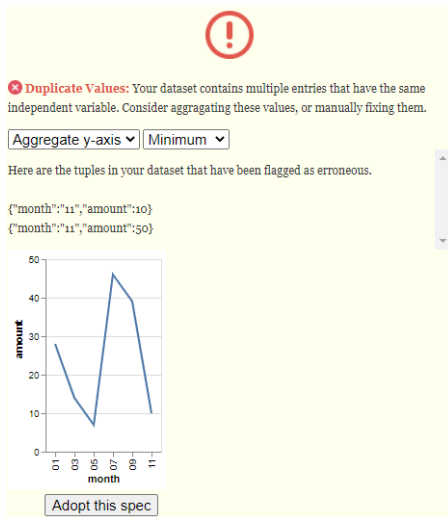 Duplicate Values: Your dataset contains multiple entries that have the same
independent variable. Consider aggragating these values, or manually fixing them.
Aggregate y-axis Minimum
Here are the tuples in your dataset that have been flagged as erroneous.
{"month":"11","amount":10}
{"month":"11","amount":50}
50
40
30
20
10
0
amount
01 03 05 07 09 11
month
Adopt this spec